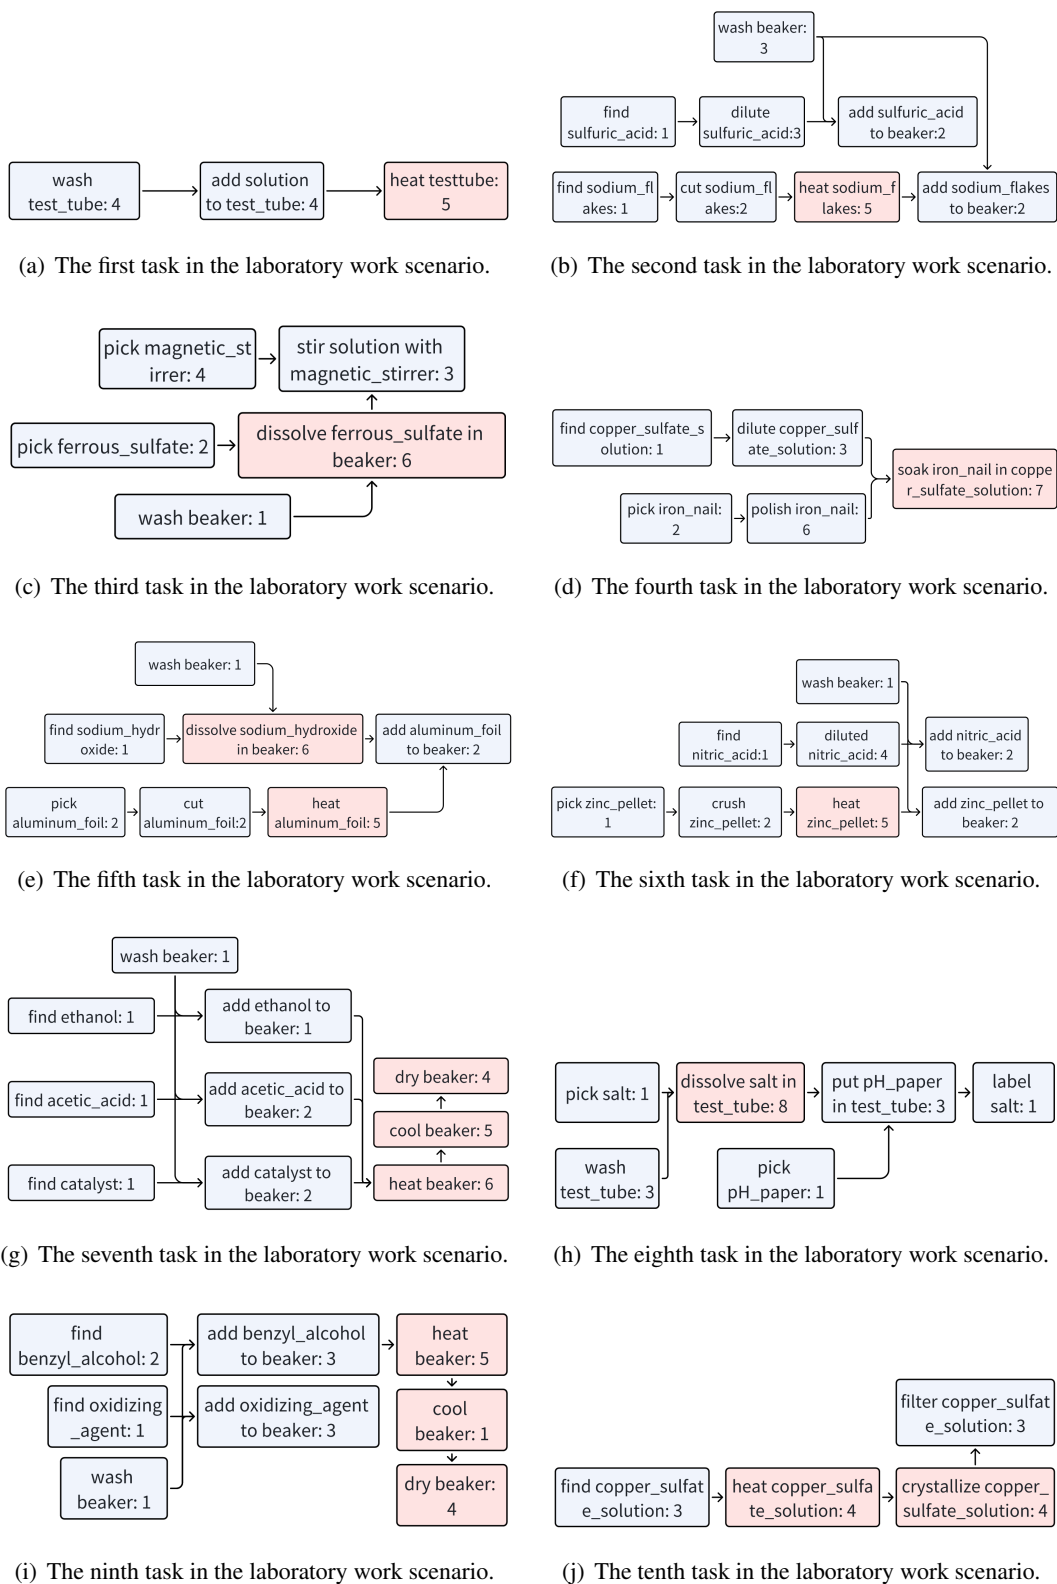 wash
test_tube: 4
add solution
to test_tube: 4
heat testtube:
5
(a) The first task in the laboratory work scenario.
wash beaker:
3
find
sulfuric_acid: 1
dilute
sulfuric_acid:3
add sulfuric_acid
to beaker:2
find sodium_fl
akes: 1
cut sodium_fl
akes:2
heat sodium_f
lakes: 5
add sodium_flakes
to beaker:2
(b) The second task in the laboratory work scenario.
pick magnetic_st
irrer: 4
stir solution with
magnetic_stirrer: 3
pick ferrous_sulfate: 2
dissolve ferrous_sulfate in
beaker: 6
wash beaker: 1
(c) The third task in the laboratory work scenario.
find copper_sulfate_s
olution: 1
dilute copper_sulf
ate_solution: 3
pick iron_nail:
2
polish iron_nail:
6
soak iron_nail in coppe
r_sulfate_solution: 7
(d) The fourth task in the laboratory work scenario.
wash beaker: 1
find sodium_hydr
oxide: 1
dissolve sodium_hydroxide
in beaker: 6
add aluminum_foil
to beaker: 2
pick
aluminum_foil: 2
cut
aluminum_foil:2
heat
aluminum_foil: 5
(e) The fifth task in the laboratory work scenario.
wash beaker: 1
find
nitric_acid:1
diluted
nitric_acid: 4
add nitric_acid
to beaker: 2
pick zinc_pellet:
1
crush
zinc_pellet: 2
heat
zinc_pellet: 5
add zinc_pellet to
beaker: 2
(f) The sixth task in the laboratory work scenario.
wash beaker: 1
find ethanol: 1
add ethanol to
beaker: 1
find acetic_acid: 1
add acetic_acid to
beaker: 2
find catalyst: 1
add catalyst to
beaker: 2
dry beaker: 4
cool beaker: 5
heat beaker: 6
(g) The seventh task in the laboratory work scenario.
pick salt: 1
dissolve salt in
test_tube: 8
put pH_paper
in test_tube: 3
label
salt: 1
wash
test_tube: 3
pick
pH_paper: 1
(h) The eighth task in the laboratory work scenario.
find
benzyl_alcohol: 2
add benzyl_alcohol
to beaker: 3
heat
beaker: 5
find oxidizing
_agent: 1
add oxidizing_agent
to beaker: 3
cool
beaker: 1
wash
beaker: 1
dry beaker:
4
(i) The ninth task in the laboratory work scenario.
filter copper_sulfat
e_solution: 3
find copper_sulfat
e_solution: 3
heat copper_sulfa
te_solution: 4
crystallize copper_
sulfate_solution: 4
(j) The tenth task in the laboratory work scenario.